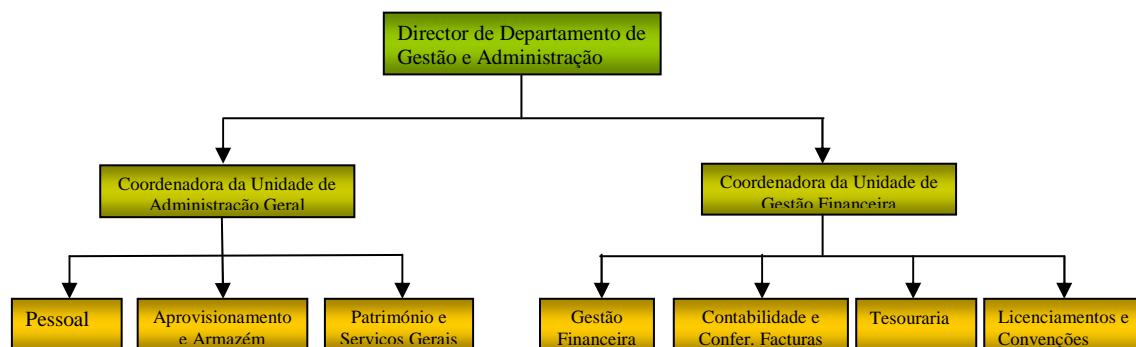 Director de Departamento de
Gestão e Administração
Coordenadora da Unidade de
Administração Geral
Coordenadora da Unidade de
Gestão Financeira
Pessoal
Aprovisionamento
e Armazém
Património e
Serviços Gerais
Gestão
Financeira
Contabilidade e
Confer. Facturas
Tesouraria
Licenciamentos e
Convenções